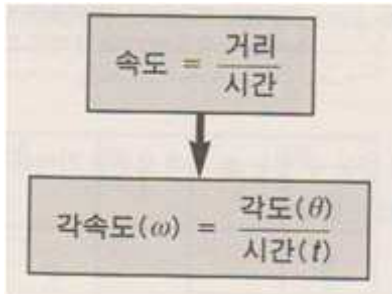 속도 = 거리
시간
각속도(ω) = 각도(θ)
시간(t)